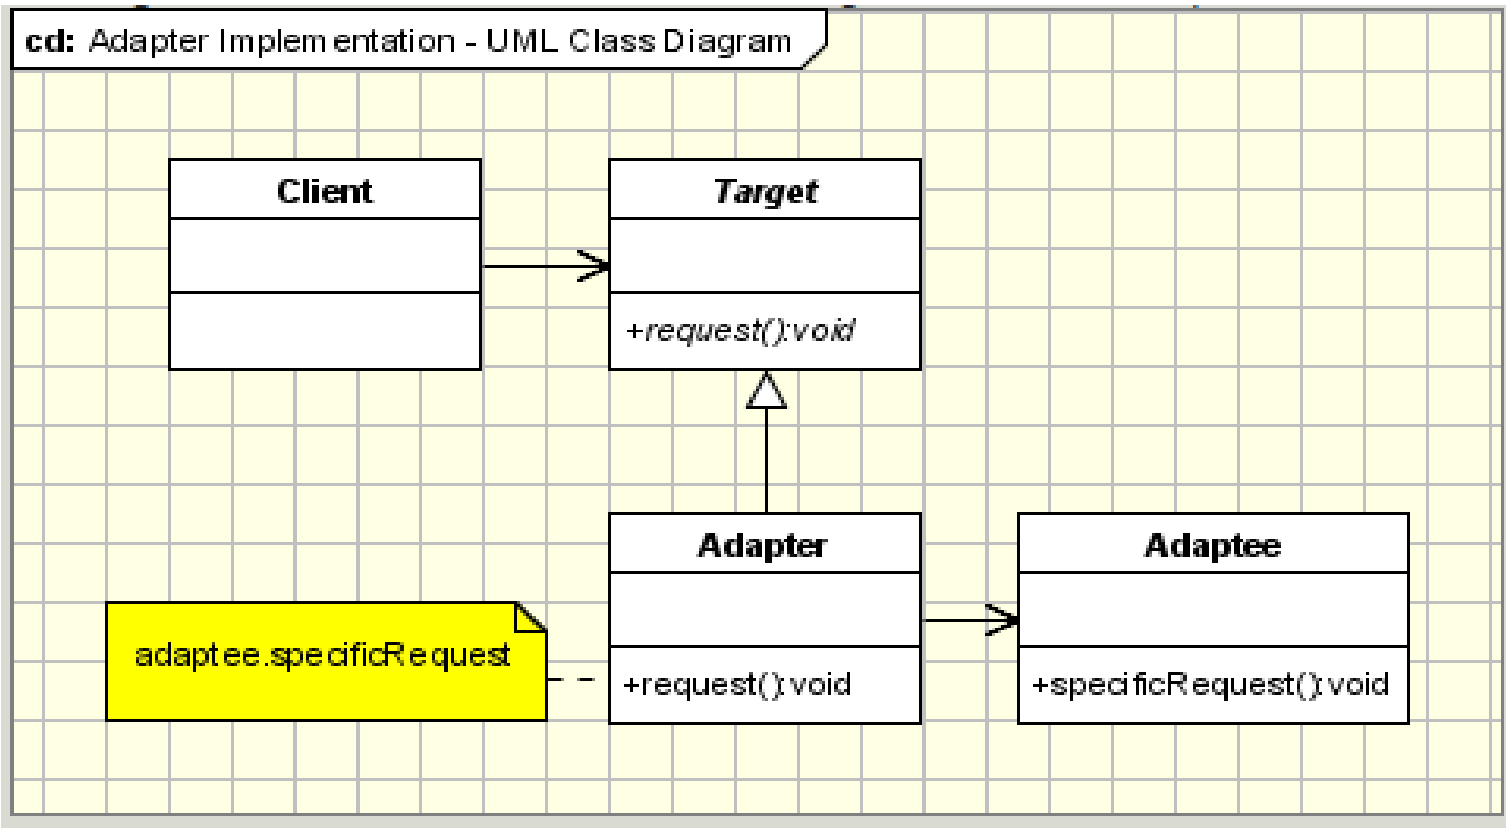 cd: Adapter Implementation - UML Class Diagram
Client
Target
+request():void
Adapter
Adaptee
adaptee.specificRequest
+request():void
+specificRequest():void